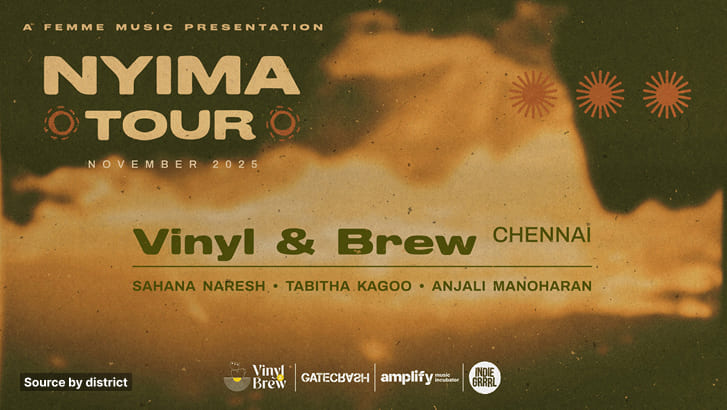 A FEMME MUSIC PRESENTATION
NYIMA
TOUR
NOVEMBER 2025
Vinyl & Brew CHENNAI
SAHANA NARESH • TABITHA KAGOO • ANJALI MANOHARAN
Vinyl & Brew | GATECRASH | amplify music incubator | INDIE GRRRL
Source by district